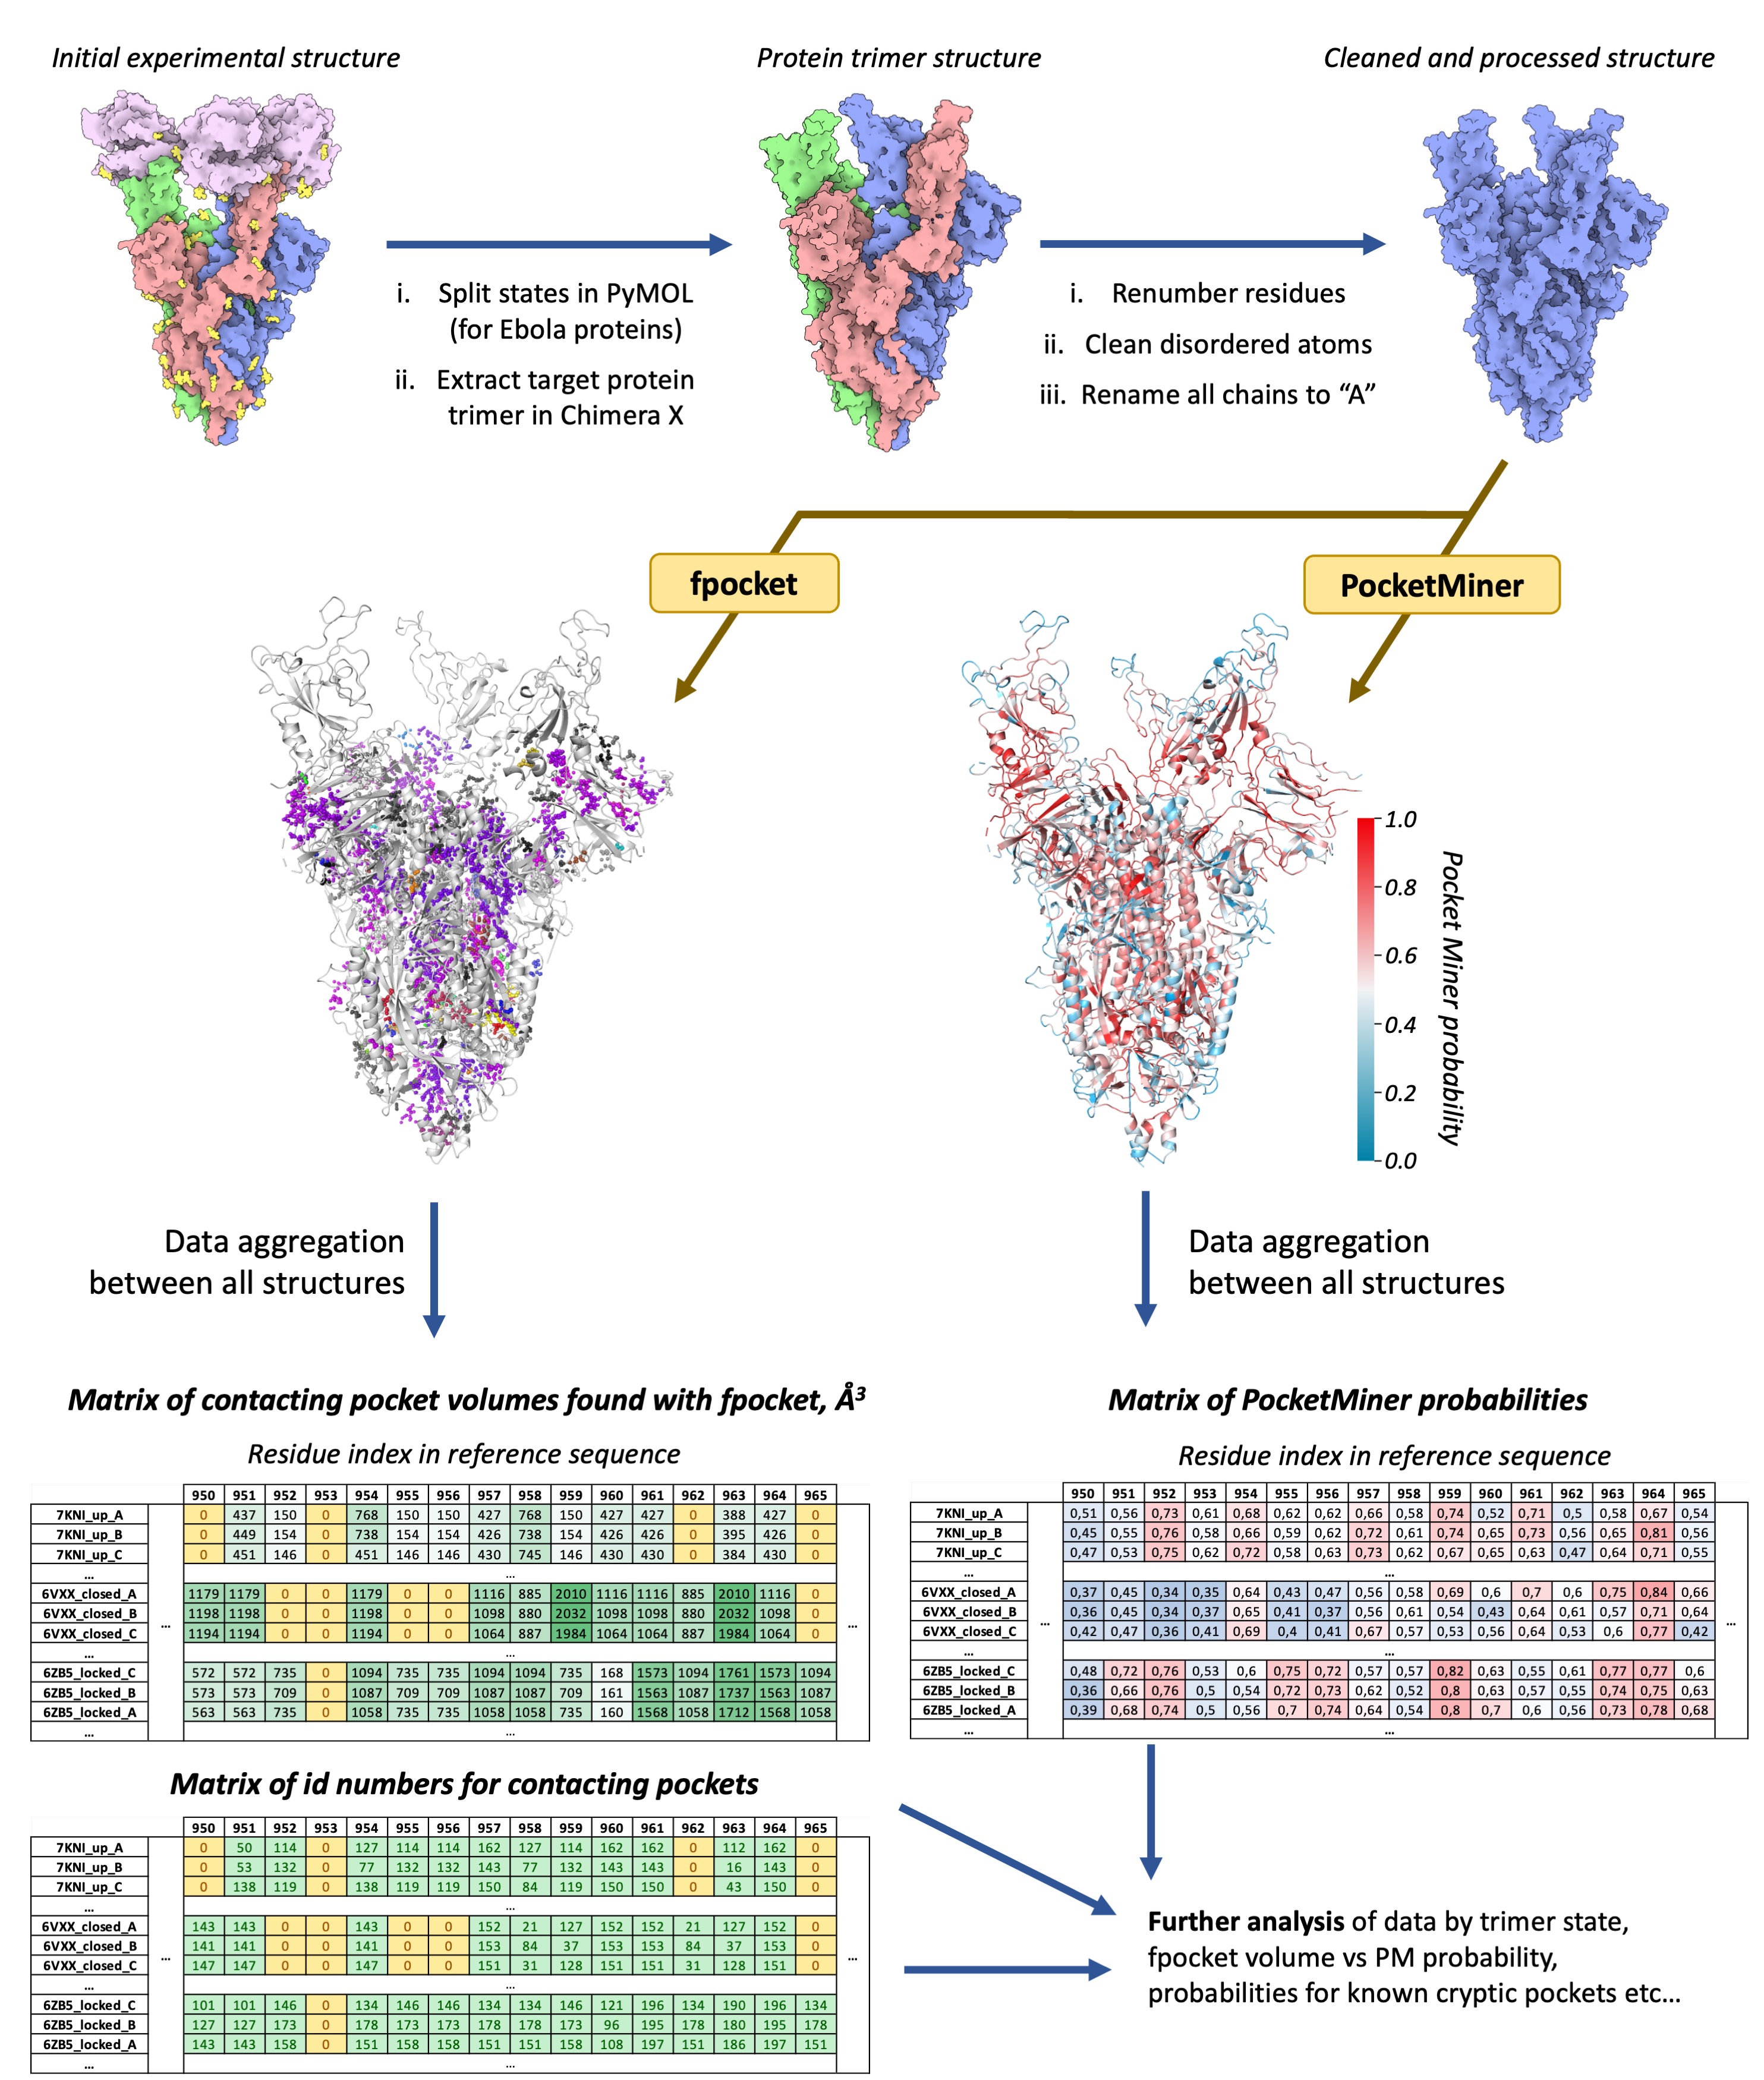 Initial experimental structure
Protein trimer structure
Cleaned and processed structure
i. Split states in PyMOL
(for Ebola proteins)
ii. Extract target protein
trimer in Chimera X
i. Renumber residues
ii. Clean disordered atoms
iii. Rename all chains to “A”
fpocket
PocketMiner
1.0
0.8
0.6
0.4
0.2
0.0
Pocket Miner probability
Data aggregation
between all structures
Data aggregation
between all structures
Matrix of contacting pocket volumes found with fpocket, Å³
Residue index in reference sequence
950 951 952 953 954 955 956 957 958 959 960 961 962 963 964 965
7KNI_up_A 0 437 150 0 768 150 150 427 768 150 427 427 0 388 427 0
7KNI_up_B 0 449 154 0 738 154 154 426 738 154 426 426 0 395 426 0
7KNI_up_C 0 451 146 0 451 146 146 430 745 146 430 430 0 384 430 0
... ...
6VXX_closed_A 1179 1179 0 0 1179 0 0 1116 885 2010 1116 1116 885 2010 1116 0
6VXX_closed_B ... 1198 1198 0 0 1198 0 0 1098 880 2032 1098 1098 880 2032 1098 0 ...
6VXX_closed_C 1194 1194 0 0 1194 0 0 1064 887 1984 1064 1064 887 1984 1064 0
... ...
6ZB5_locked_C 572 572 735 0 1094 735 735 1094 1094 735 168 1573 1094 1761 1573 1094
6ZB5_locked_B 573 573 709 0 1087 709 709 1087 1087 709 161 1563 1087 1737 1563 1087
6ZB5_locked_A 563 563 735 0 1058 735 735 1058 1058 735 160 1568 1058 1712 1568 1058
... ...
Matrix of PocketMiner probabilities
Residue index in reference sequence
950 951 952 953 954 955 956 957 958 959 960 961 962 963 964 965
7KNI_up_A 0,51 0,56 0,73 0,61 0,68 0,62 0,62 0,66 0,58 0,74 0,52 0,71 0,5 0,58 0,67 0,54
7KNI_up_B 0,45 0,55 0,76 0,58 0,66 0,59 0,62 0,72 0,61 0,74 0,65 0,73 0,56 0,65 0,81 0,56
7KNI_up_C 0,47 0,53 0,75 0,62 0,72 0,58 0,63 0,73 0,62 0,67 0,65 0,63 0,47 0,64 0,71 0,55
... ...
6VXX_closed_A 0,37 0,45 0,34 0,35 0,64 0,43 0,47 0,56 0,58 0,69 0,6 0,7 0,6 0,75 0,84 0,66
6VXX_closed_B ... 0,36 0,45 0,34 0,37 0,65 0,41 0,37 0,56 0,61 0,54 0,43 0,64 0,61 0,57 0,71 0,64 ...
6VXX_closed_C 0,42 0,47 0,36 0,41 0,69 0,4 0,41 0,67 0,57 0,53 0,56 0,64 0,53 0,6 0,77 0,42
... ...
6ZB5_locked_C 0,48 0,72 0,76 0,53 0,6 0,75 0,72 0,57 0,57 0,82 0,63 0,55 0,61 0,77 0,77 0,6
6ZB5_locked_B 0,36 0,66 0,76 0,5 0,54 0,72 0,73 0,62 0,52 0,8 0,63 0,57 0,55 0,74 0,75 0,63
6ZB5_locked_A 0,39 0,68 0,74 0,5 0,56 0,7 0,74 0,64 0,54 0,8 0,7 0,6 0,56 0,73 0,78 0,68
... ...
Matrix of id numbers for contacting pockets
950 951 952 953 954 955 956 957 958 959 960 961 962 963 964 965
7KNI_up_A 0 50 114 0 127 114 114 162 127 114 162 162 0 112 162 0
7KNI_up_B 0 53 132 0 77 132 132 143 77 132 143 143 0 16 143 0
7KNI_up_C 0 138 119 0 138 119 119 150 84 119 150 150 0 43 150 0
... ...
6VXX_closed_A 143 143 0 0 143 0 0 152 21 127 152 152 21 127 152 0
6VXX_closed_B ... 141 141 0 0 141 0 0 153 84 37 153 153 84 37 153 0 ...
6VXX_closed_C 147 147 0 0 147 0 0 151 31 128 151 151 31 128 151 0
... ...
6ZB5_locked_C 101 101 146 0 134 146 146 134 134 146 121 196 134 190 196 134
6ZB5_locked_B 127 127 173 0 178 173 173 178 178 173 96 195 178 180 195 178
6ZB5_locked_A 143 143 158 0 151 158 158 151 151 158 108 197 151 186 197 151
... ...
Further analysis of data by trimer state,
fpocket volume vs PM probability,
probabilities for known cryptic pockets etc...